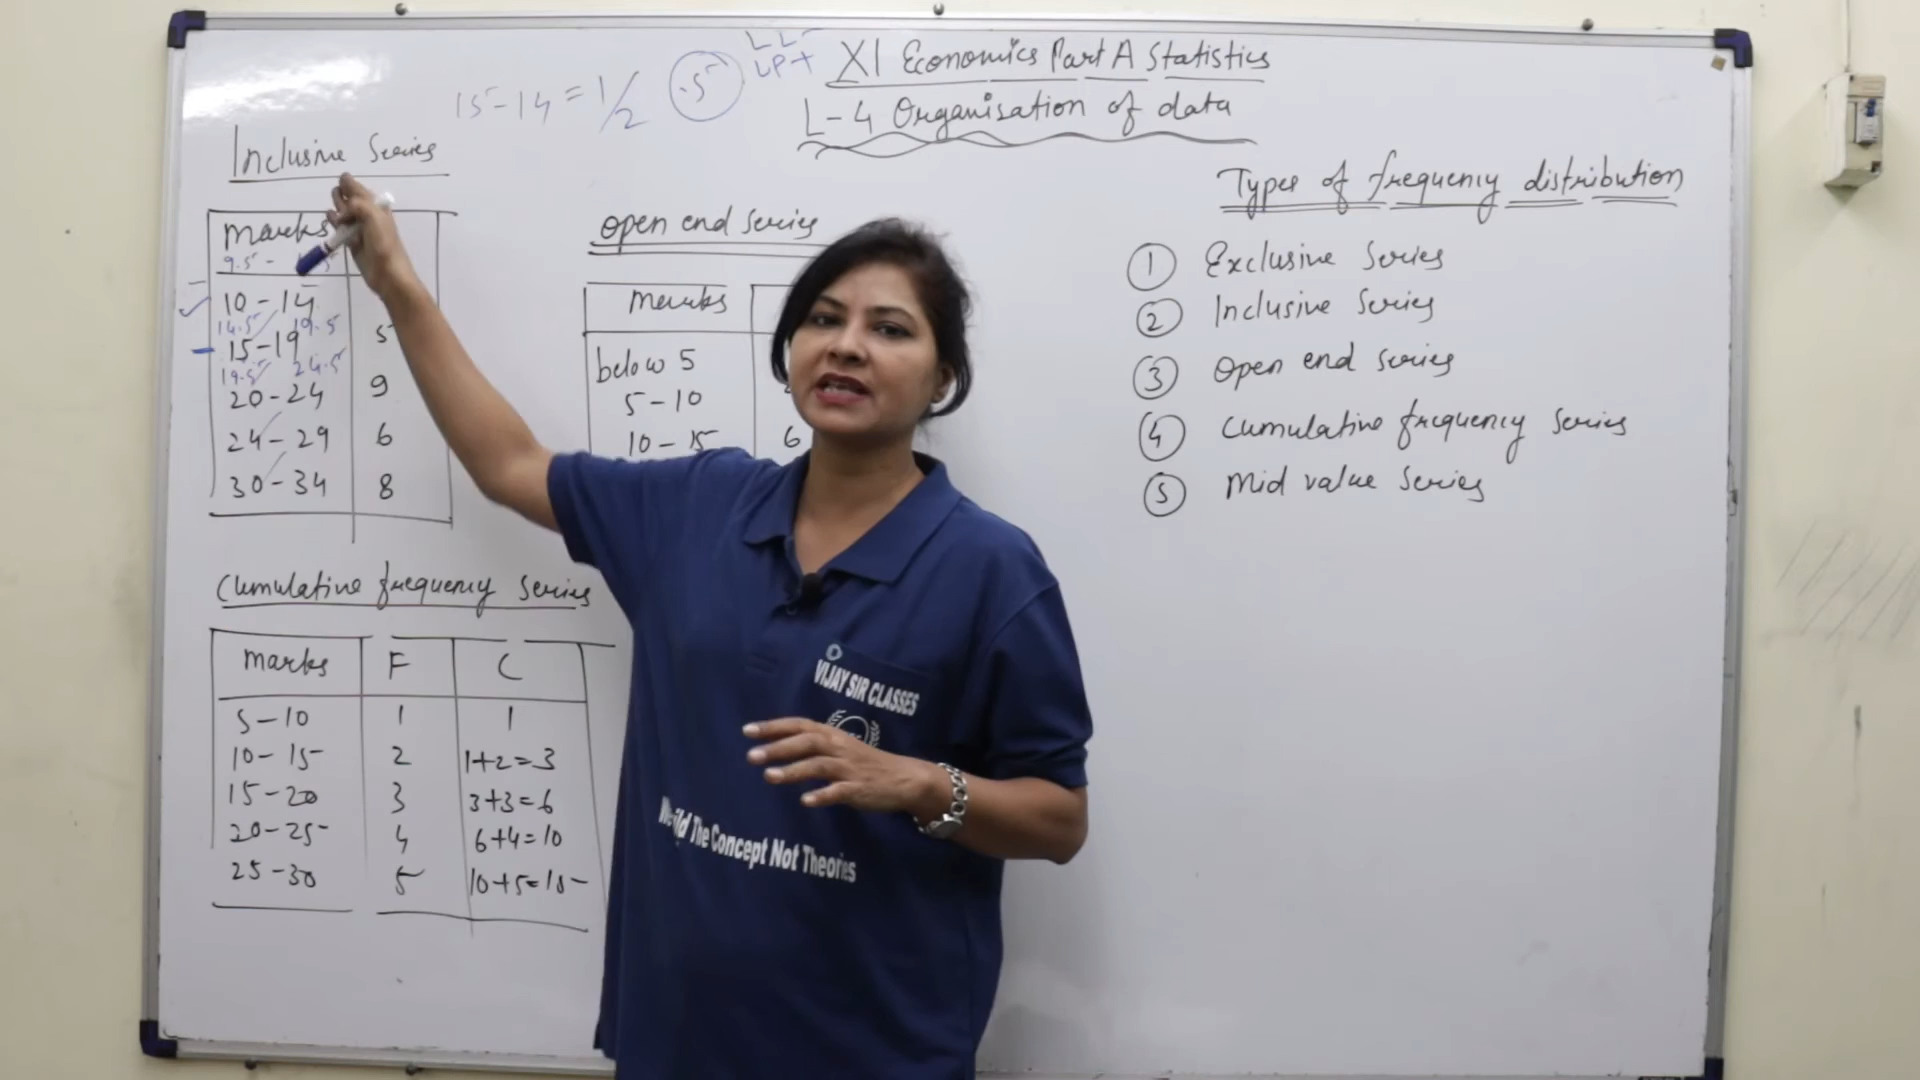 XI Economics Part A Statistics
L-4 Organisation of data
15-14=1/2 .5
LL-
UP+
Inclusive Series
marks
9.5-
10-14
14.5 19.5
15-19 5
19.5 24.5
20-24 9
24-29 6
30-34 8
open end series
marks
below 5
5-10
10-15 6
Cumulative frequency series
marks F C
5-10 1 1
10-15 2 1+2=3
15-20 3 3+3=6
20-25 4 6+4=10
25-30 5 10+5=15
Types of frequency distribution
1 Exclusive Series
2 Inclusive Series
3 Open end series
4 Cumulative frequency series
5 Mid value series
VIJAY SIR CLASSES
The Concept Not Theories